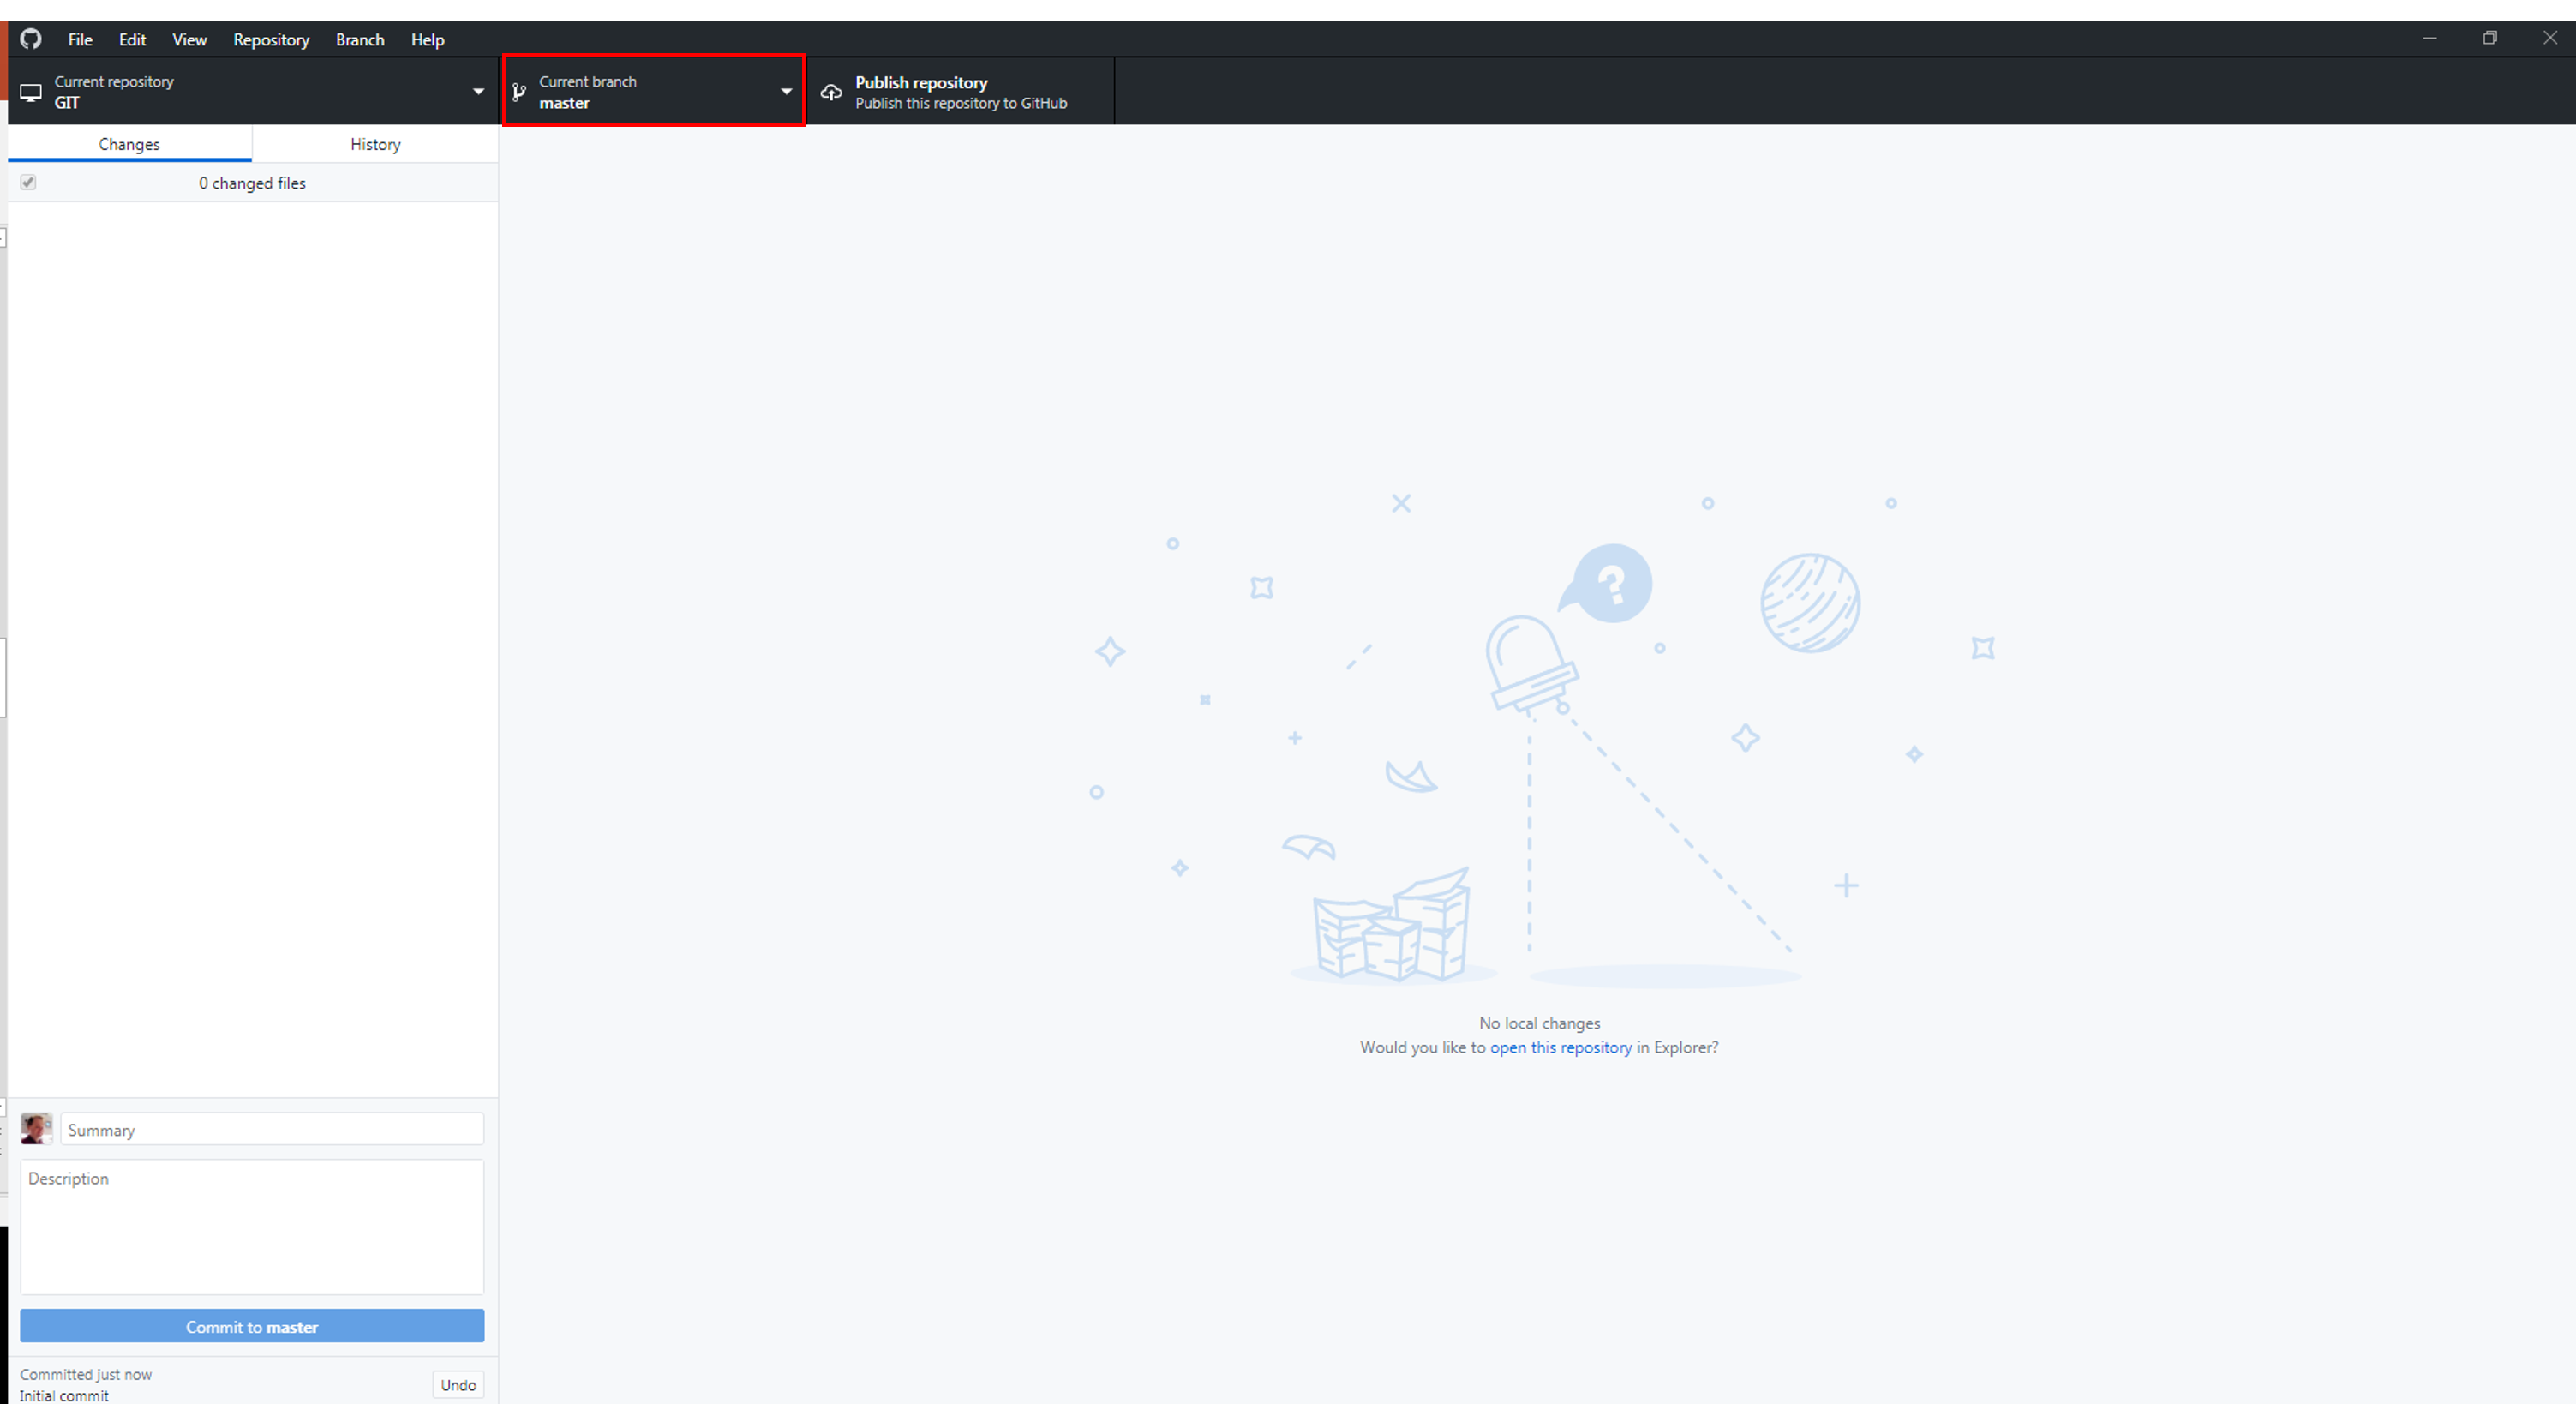 File Edit View Repository Branch Help
Current repository
GIT
Current branch
master
Publish repository
Publish this repository to GitHub
Changes
History
0 changed files
?
No local changes
Would you like to open this repository in Explorer?
Summary
Description
Commit to master
Committed just now
Initial commit
Undo